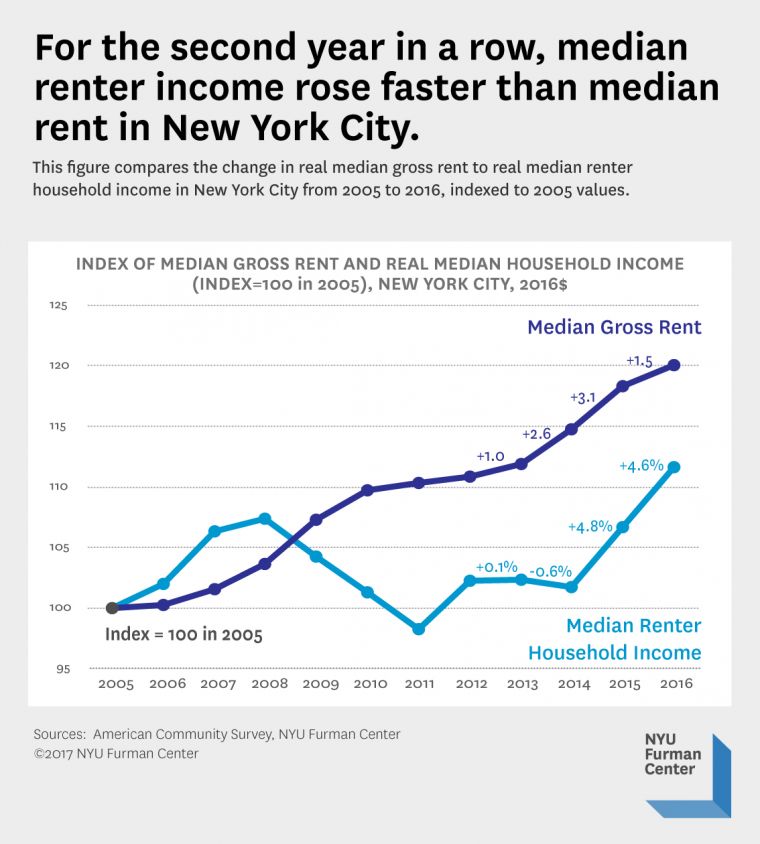 For the second year in a row, median
renter income rose faster than median
rent in New York City.
This figure compares the change in real median gross rent to real median renter
household income in New York City from 2005 to 2016, indexed to 2005 values.
INDEX OF MEDIAN GROSS RENT AND REAL MEDIAN HOUSEHOLD INCOME
(INDEX=100 in 2005), NEW YORK CITY, 2016$
125
Median Gross Rent
120
+1.5
+3.1
115
+2.6
+1.0
+4.6%
110
+4.8%
105
+0.1%
-0.6%
100
Index = 100 in 2005
Median Renter
Household Income
95
2005 2006 2007 2008 2009 2010 2011 2012 2013 2014 2015 2016
Sources: American Community Survey, NYU Furman Center
©2017 NYU Furman Center
NYU
Furman
Center